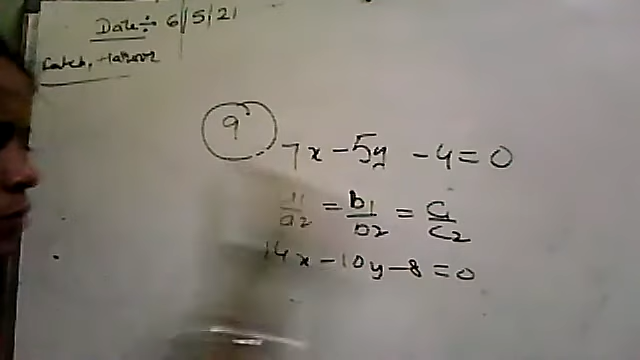 Date÷ 6/5/21
9
7x - 5y - 4 = 0
a1/a2 = b1/b2 = c1/c2
14x - 10y - 8 = 0